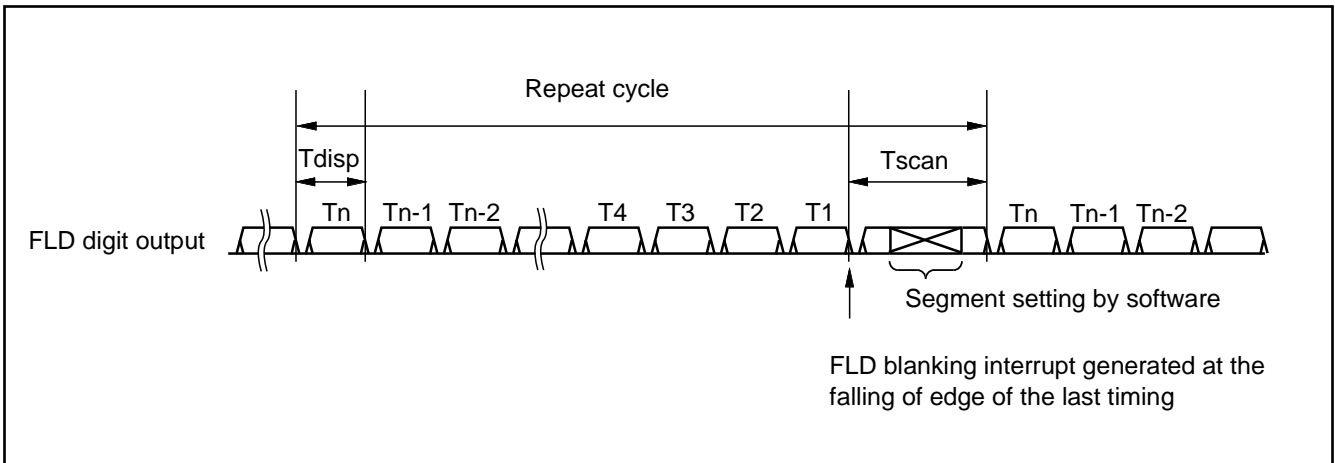 Repeat cycle
Tdisp
Tscan
Tn Tn-1 Tn-2 T4 T3 T2 T1 Tn Tn-1 Tn-2
FLD digit output
Segment setting by software
FLD blanking interrupt generated at the
falling of edge of the last timing